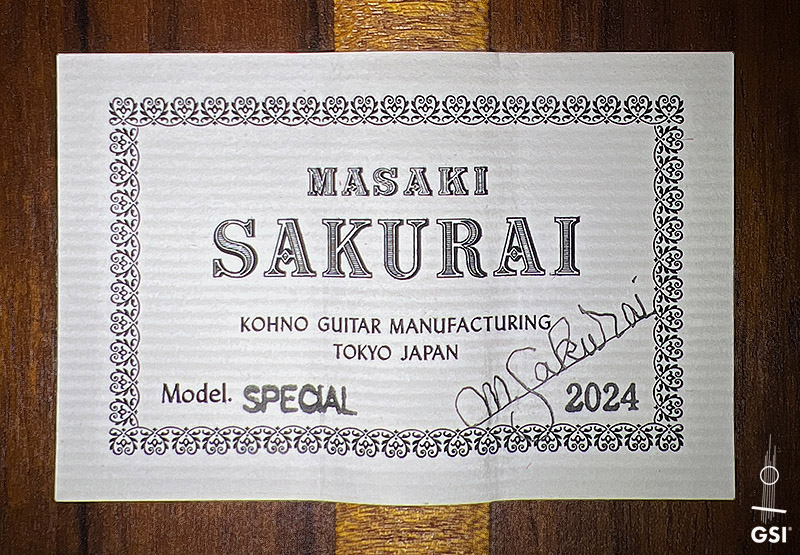 MASAKI
SAKURAI
KOHNO GUITAR MANUFACTURING
TOKYO JAPAN
M Sakurai
Model. SPECIAL 2024
GSI